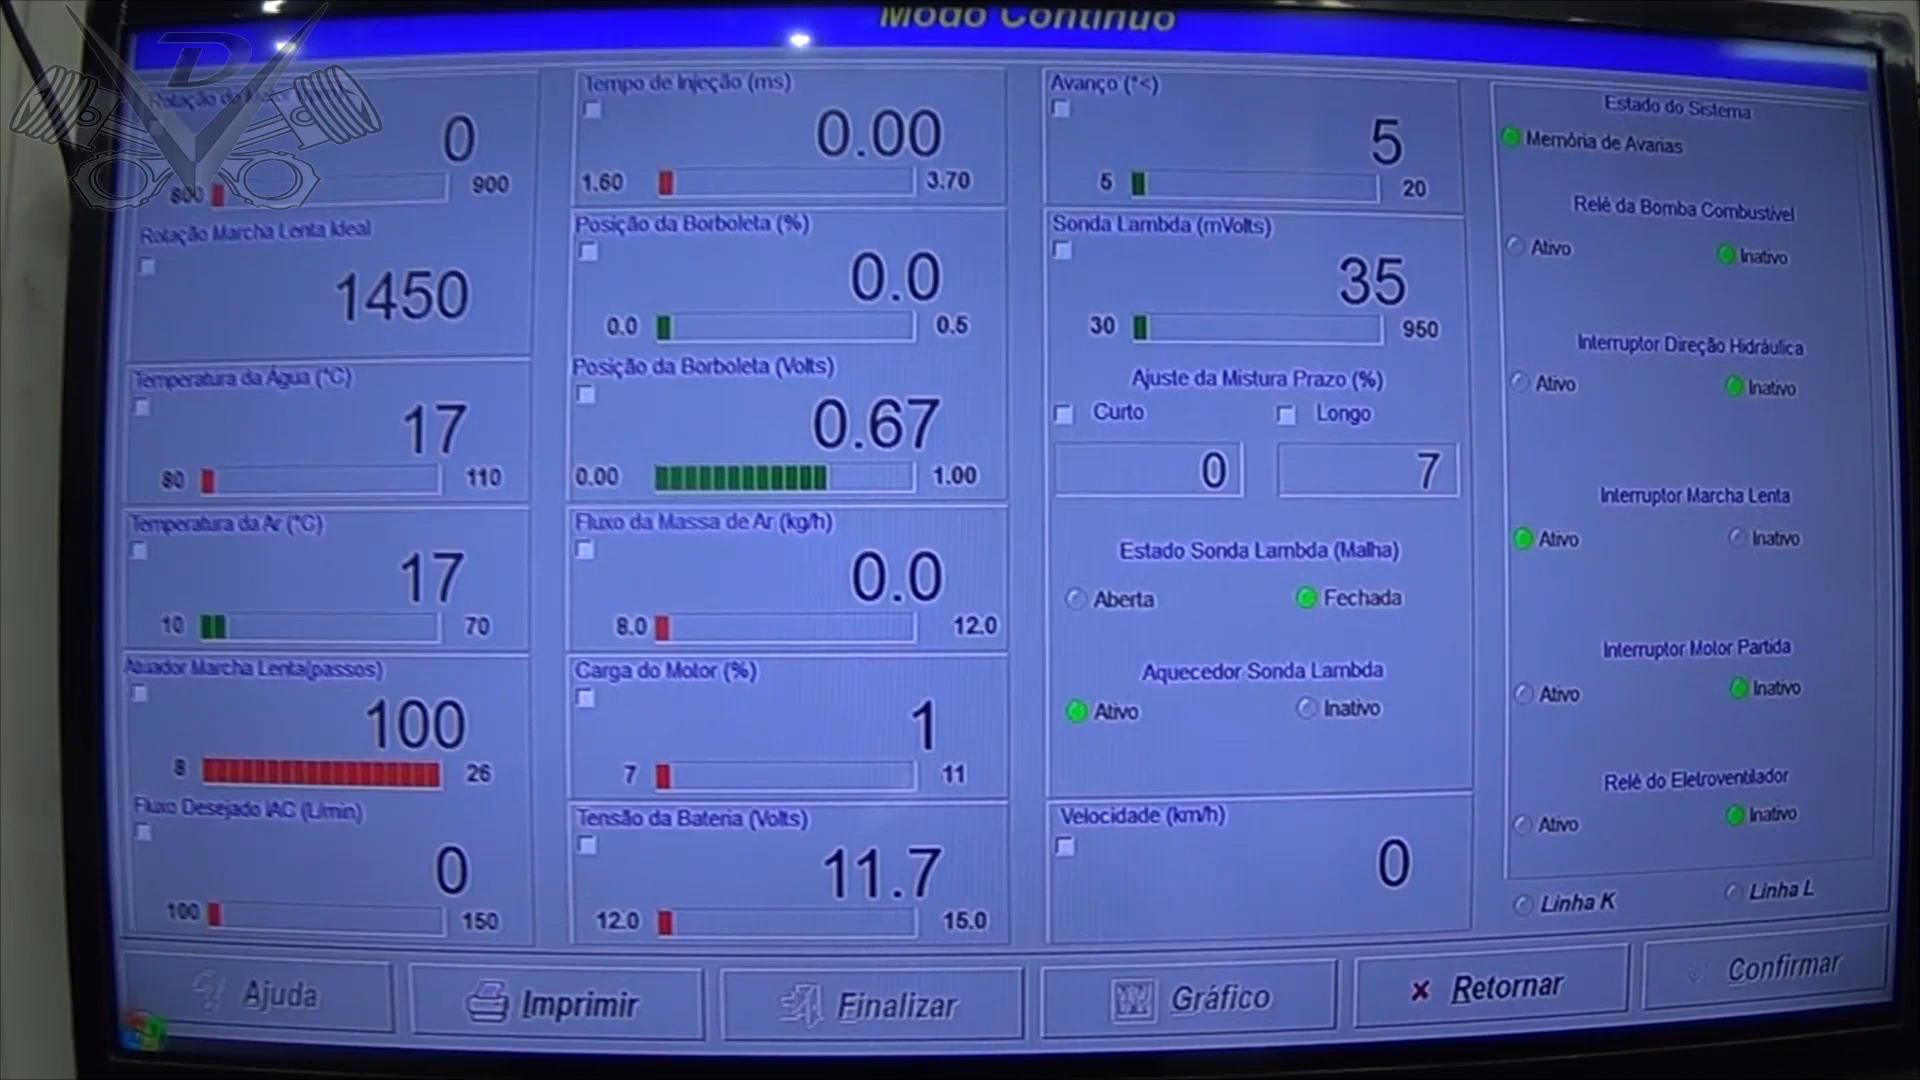 Modo Contínuo
Rotação do Motor
0
800 900
Rotação Marcha Lenta Ideal
1450
Temperatura da Água (°C)
17
80 110
Temperatura da Ar (°C)
17
10 70
Atuador Marcha Lenta(passos)
100
8 26
Fluxo Desejado IAC (L/min)
0
100 150
Tempo de Injeção (ms)
0.00
1.60 3.70
Posição da Borboleta (%)
0.0
0.0 0.5
Posição da Borboleta (Volts)
0.67
0.00 1.00
Fluxo da Massa de Ar (kg/h)
0.0
8.0 12.0
Carga do Motor (%)
1
7 11
Tensão da Bateria (Volts)
11.7
12.0 15.0
Avanço (°<)
5
5 20
Sonda Lambda (mVolts)
35
30 950
Ajuste da Mistura Prazo (%)
Curto Longo
0 7
Estado Sonda Lambda (Malha)
Aberta Fechada
Aquecedor Sonda Lambda
Ativo Inativo
Velocidade (km/h)
0
Estado do Sistema
Memória de Avarias
Relé da Bomba Combustível
Ativo Inativo
Interruptor Direção Hidráulica
Ativo Inativo
Interruptor Marcha Lenta
Ativo Inativo
Interruptor Motor Partida
Ativo Inativo
Relé do Eletroventilador
Ativo Inativo
Linha K Linha L
Ajuda Imprimir Finalizar Gráfico Retornar Confirmar
DV